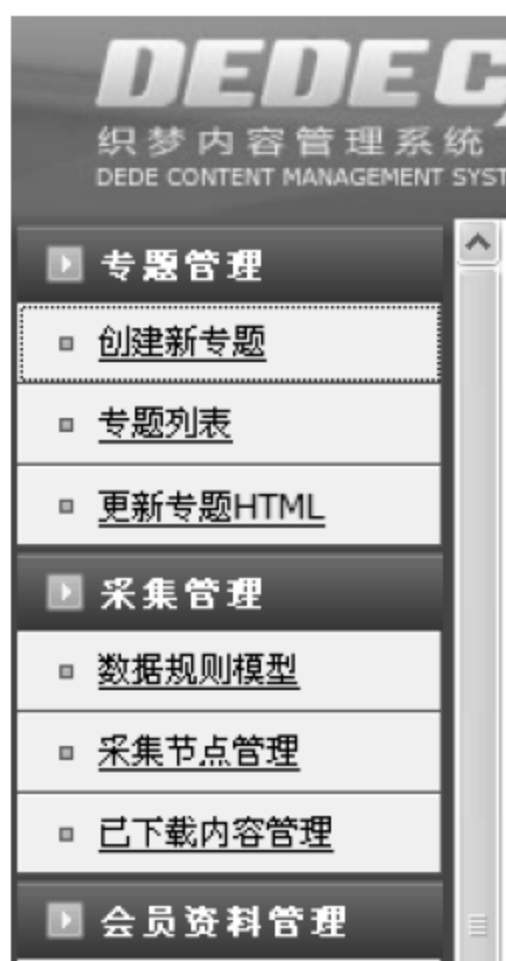 DEDEC
织梦内容管理系统
DEDE CONTENT MANAGEMENT SYST
专题管理
创建新专题
专题列表
更新专题HTML
采集管理
数据规则模型
采集节点管理
已下载内容管理
会员资料管理